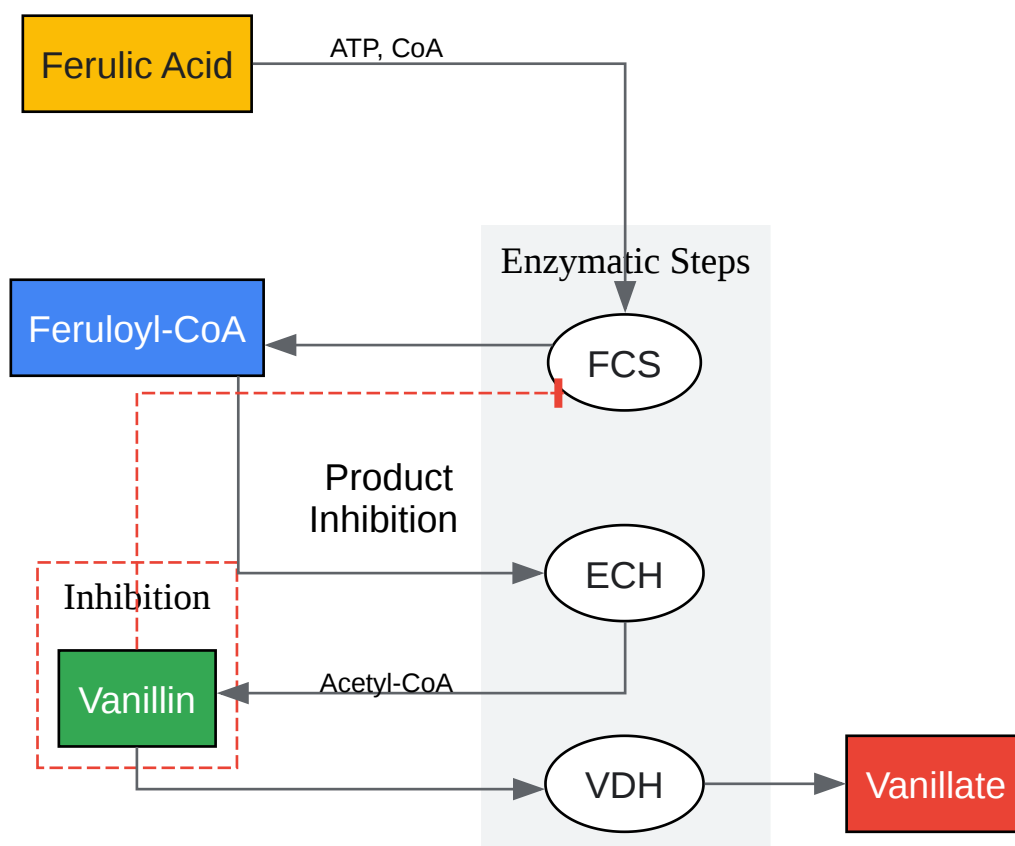 Ferulic Acid
ATP, CoA
Enzymatic Steps
Feruloyl-CoA
FCS
Product
Inhibition
ECH
Inhibition
Vanillin
Acetyl-CoA
VDH
Vanillate